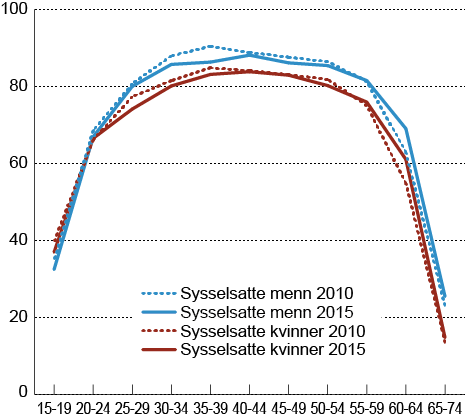 100
80
60
40
20
0
Sysselsatte menn 2010
Sysselsatte menn 2015
Sysselsatte kvinner 2010
Sysselsatte kvinner 2015
15-19 20-24 25-29 30-34 35-39 40-44 45-49 50-54 55-59 60-64 65-74